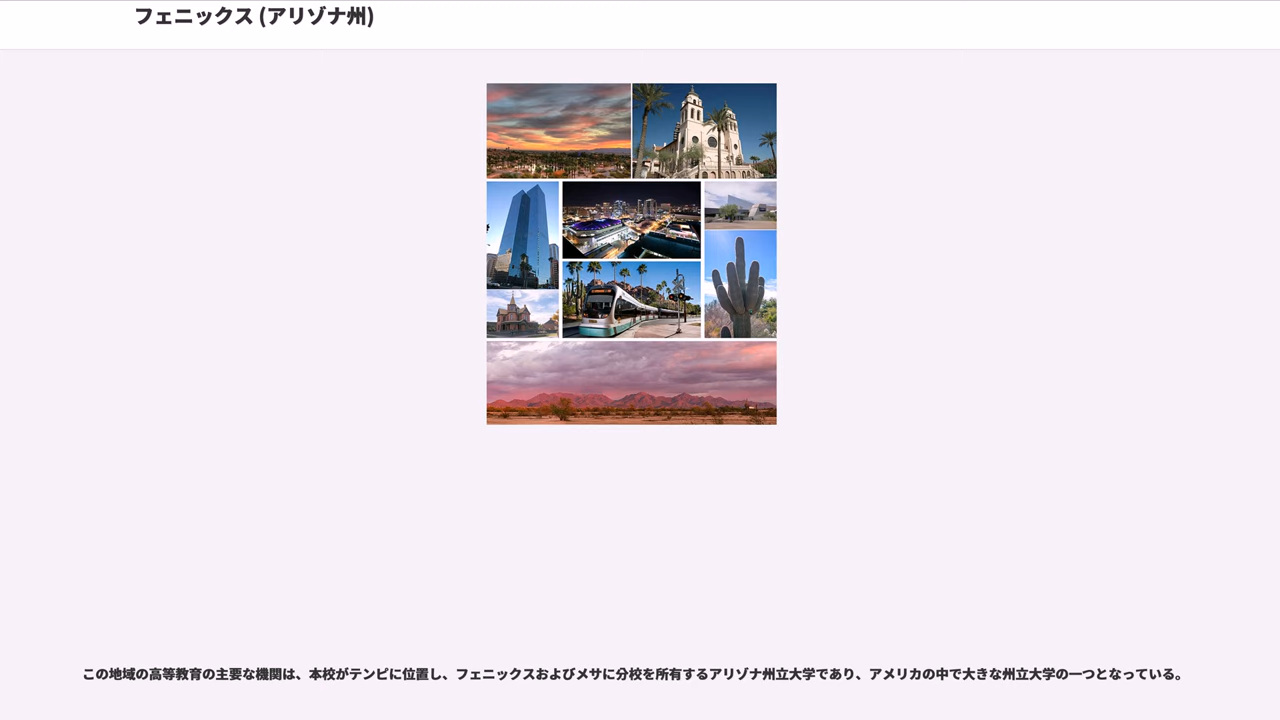 フェニックス (アリゾナ州)
この地域の高等教育の主要な機関は、本校がテンピに位置し、フェニックスおよびメサに分校を所有するアリゾナ州立大学であり、アメリカの中で大きな州立大学の一つとなっている。